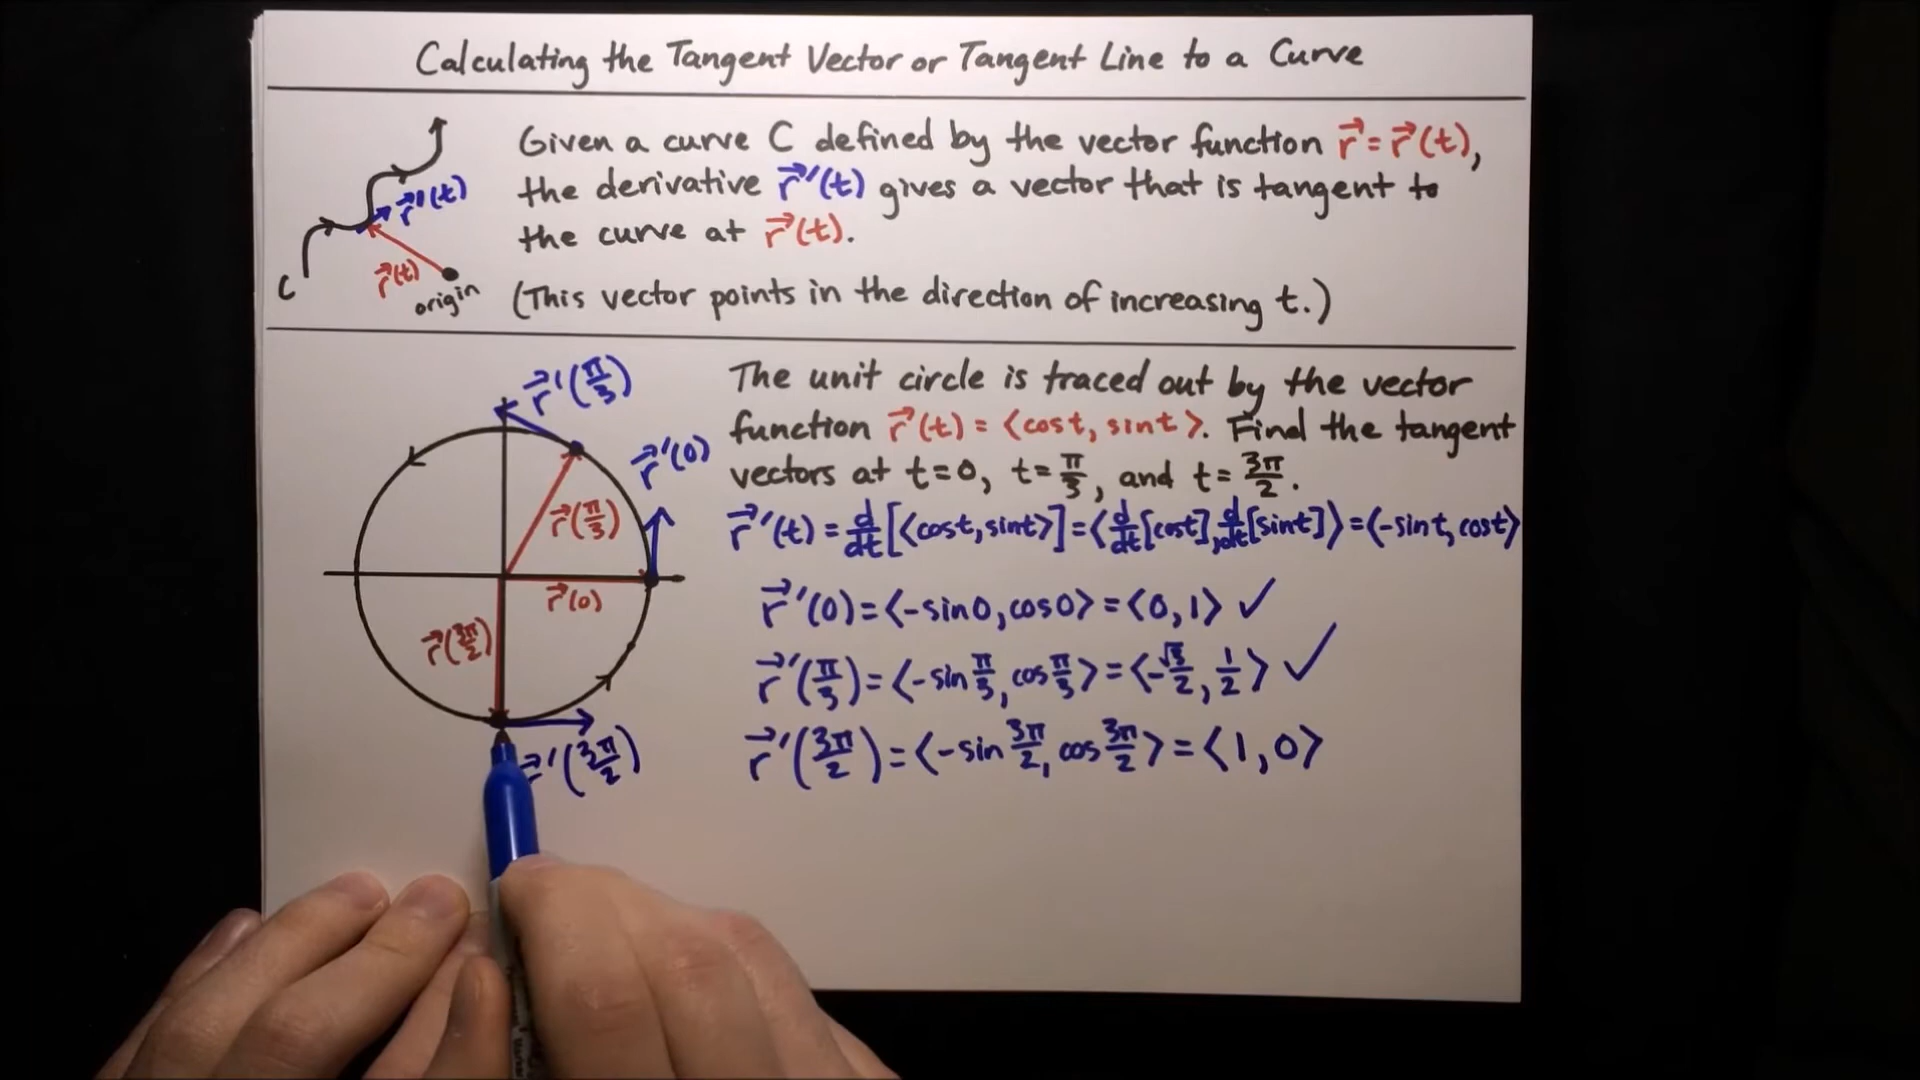 Calculating the Tangent Vector or Tangent Line to a Curve
Given a curve C defined by the vector function r⃗ = r⃗(t),
the derivative r⃗'(t) gives a vector that is tangent to
the curve at r⃗(t).
(This vector points in the direction of increasing t.)
r⃗'(t)
r⃗(t)
C
origin
The unit circle is traced out by the vector
function r⃗(t) = ⟨cos t, sin t⟩. Find the tangent
vectors at t=0, t=π/3, and t=3π/2.
r⃗'(t) = d/dt[⟨cos t, sin t⟩] = ⟨d/dt[cos t], d/dt[sin t]⟩ = ⟨-sin t, cos t⟩
r⃗'(0) = ⟨-sin 0, cos 0⟩ = ⟨0, 1⟩ ✓
r⃗'(π/3) = ⟨-sin π/3, cos π/3⟩ = ⟨-√3/2, 1/2⟩ ✓
r⃗'(3π/2) = ⟨-sin 3π/2, cos 3π/2⟩ = ⟨1, 0⟩
r⃗'(π/3)
r⃗'(0)
r⃗(π/3)
r⃗(0)
r⃗(3π/2)
r⃗'(3π/2)